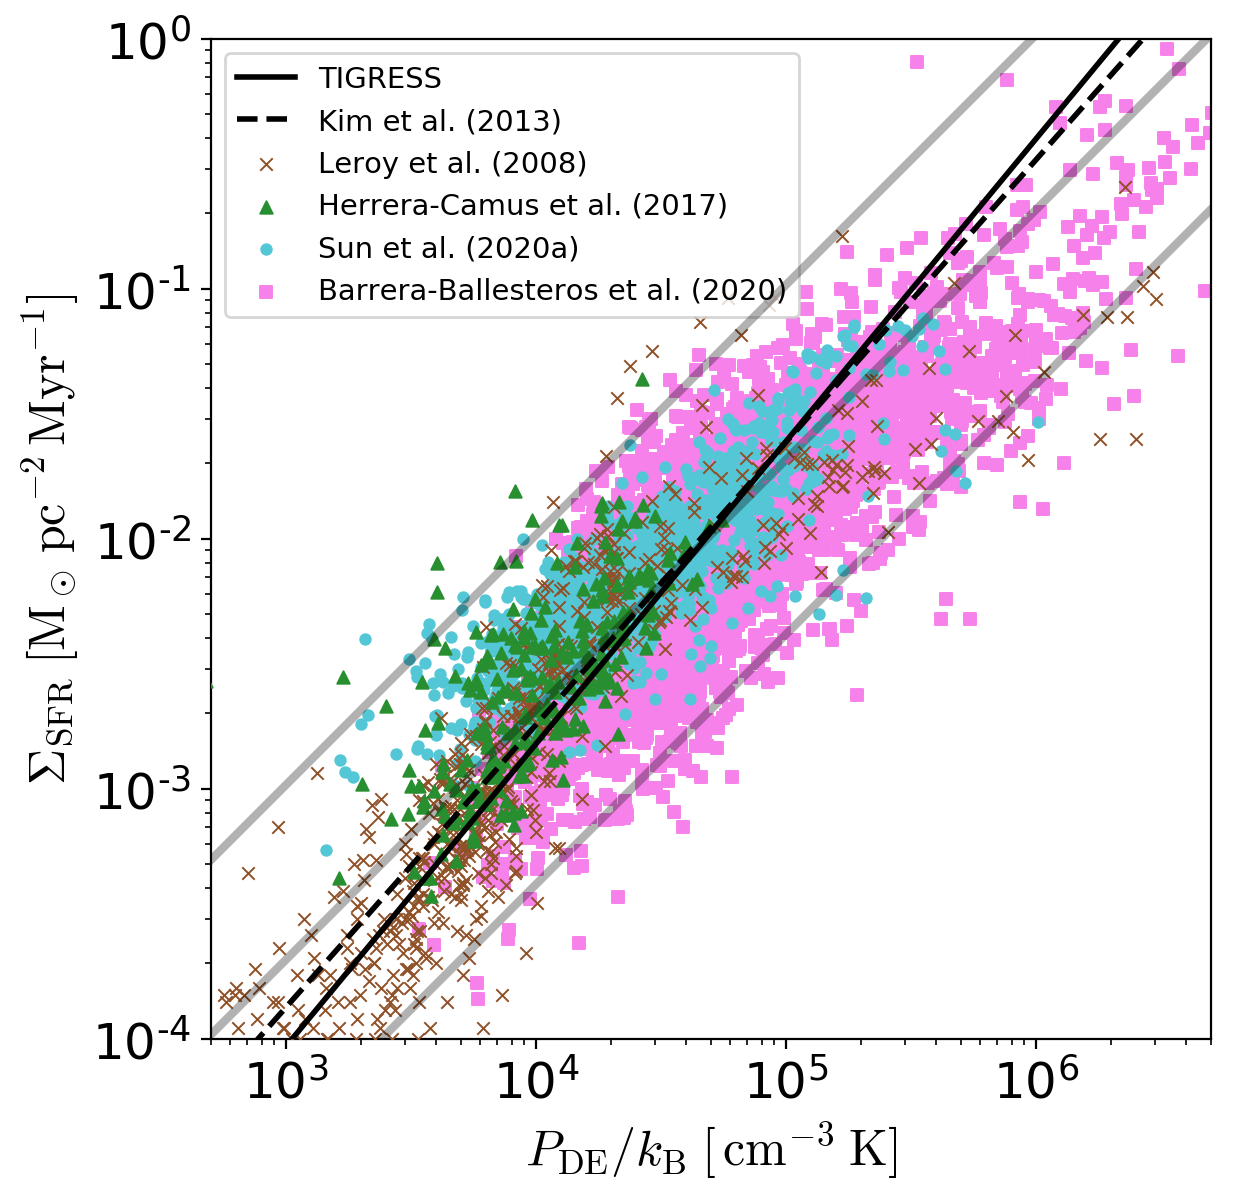 10^0
10^-1
10^-2
10^-3
10^-4
Σ_SFR [M_⊙ pc^−2 Myr^−1]
TIGRESS
Kim et al. (2013)
Leroy et al. (2008)
Herrera-Camus et al. (2017)
Sun et al. (2020a)
Barrera-Ballesteros et al. (2020)
10^3 10^4 10^5 10^6
P_DE/k_B [cm^−3 K]